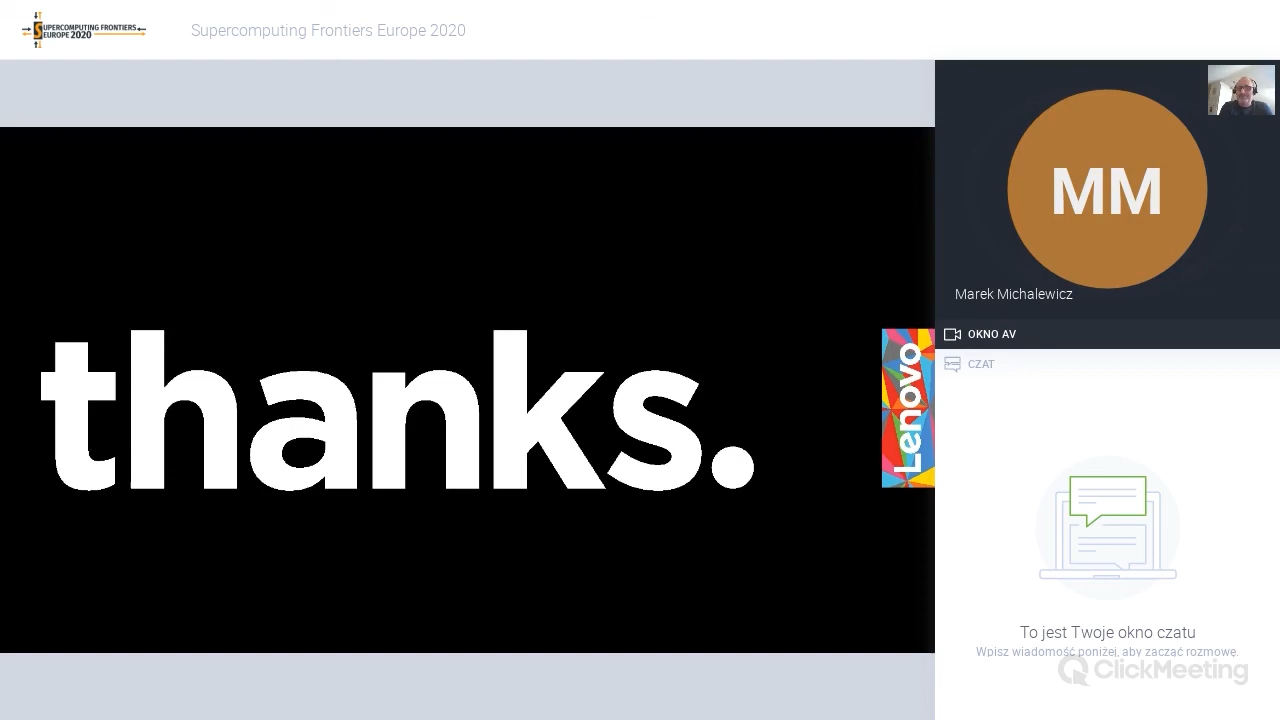 SUPERCOMPUTING FRONTIERS
EUROPE 2020
Supercomputing Frontiers Europe 2020
thanks.
Lenovo
MM
Marek Michalewicz
OKNO AV
CZAT
To jest Twoje okno czatu
Wpisz wiadomość poniżej, aby zacząć rozmowę.
ClickMeeting